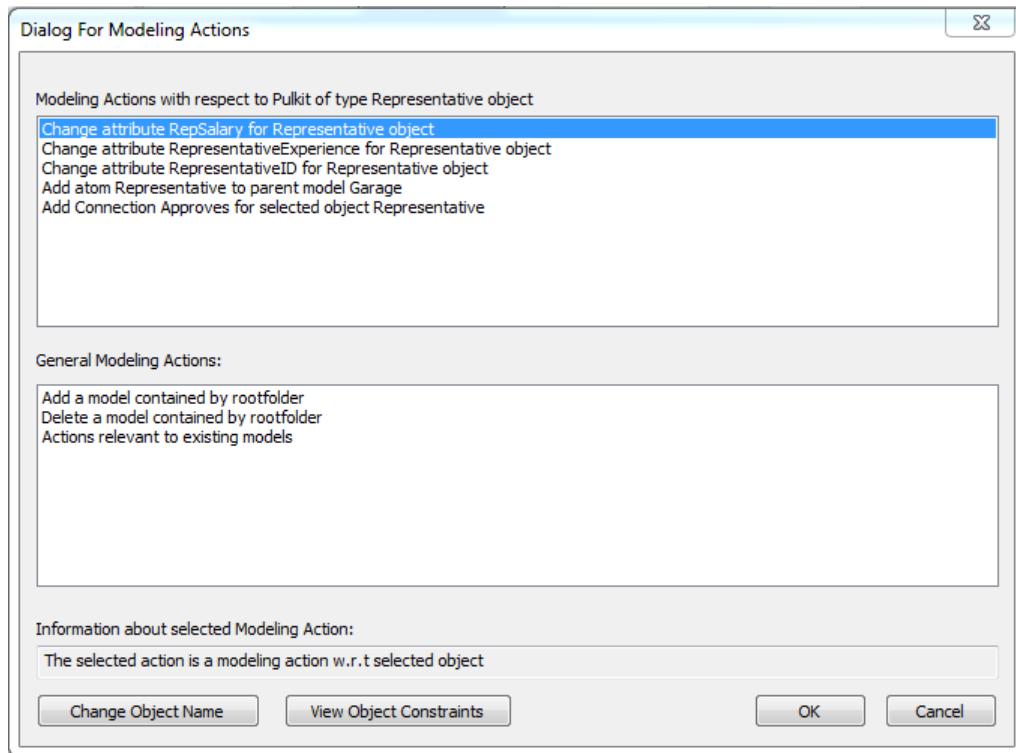 Dialog For Modeling Actions
Modeling Actions with respect to Pulkit of type Representative object
Change attribute RepSalary for Representative object
Change attribute RepresentativeExperience for Representative object
Change attribute RepresentativeID for Representative object
Add atom Representative to parent model Garage
Add Connection Approves for selected object Representative
General Modeling Actions:
Add a model contained by rootfolder
Delete a model contained by rootfolder
Actions relevant to existing models
Information about selected Modeling Action:
The selected action is a modeling action w.r.t selected object
Change Object Name View Object Constraints OK Cancel